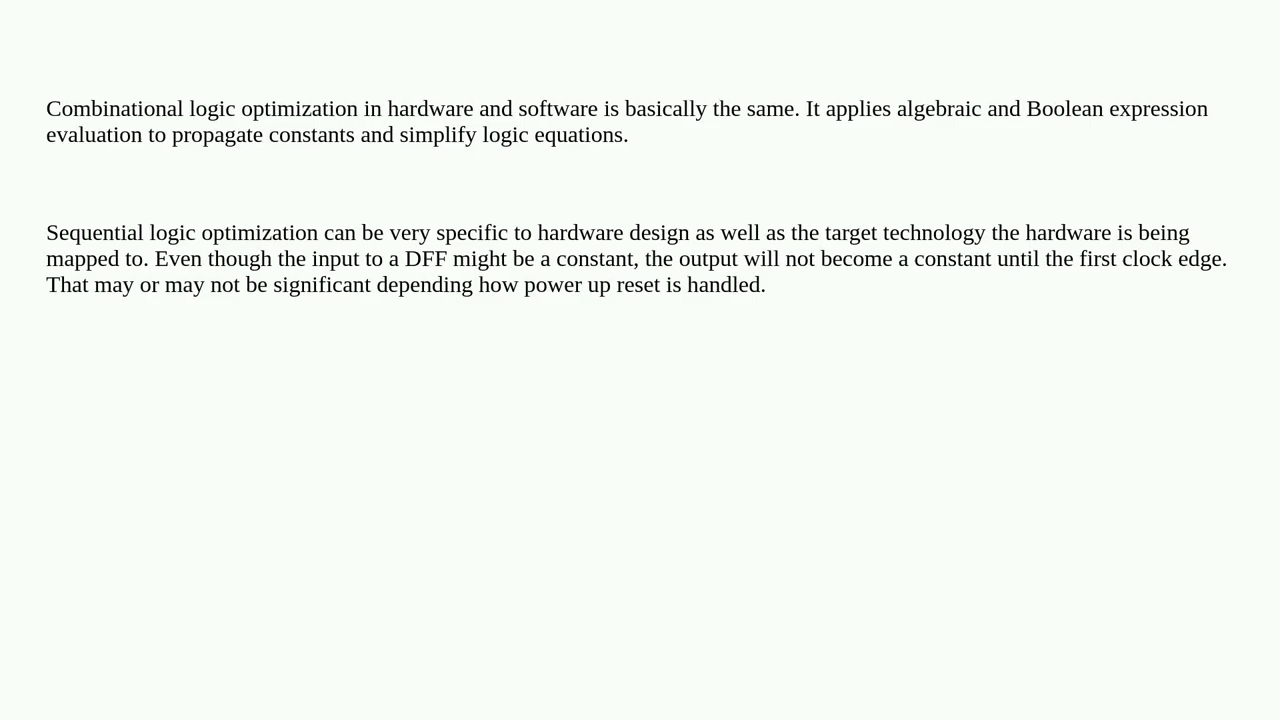 Combinational logic optimization in hardware and software is basically the same. It applies algebraic and Boolean expression
evaluation to propagate constants and simplify logic equations.
Sequential logic optimization can be very specific to hardware design as well as the target technology the hardware is being
mapped to. Even though the input to a DFF might be a constant, the output will not become a constant until the first clock edge.
That may or may not be significant depending how power up reset is handled.